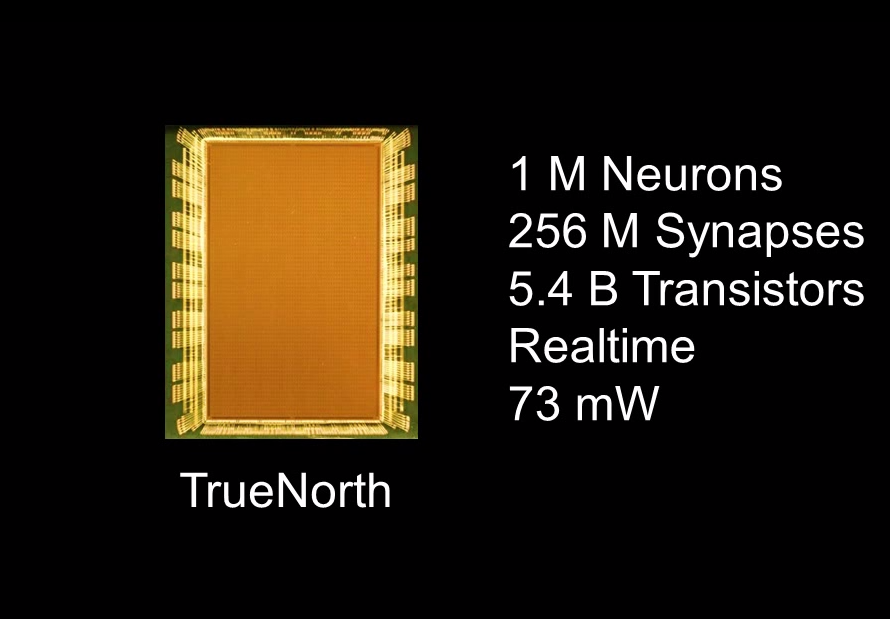 1 M Neurons
256 M Synapses
5.4 B Transistors
Realtime
73 mW
TrueNorth